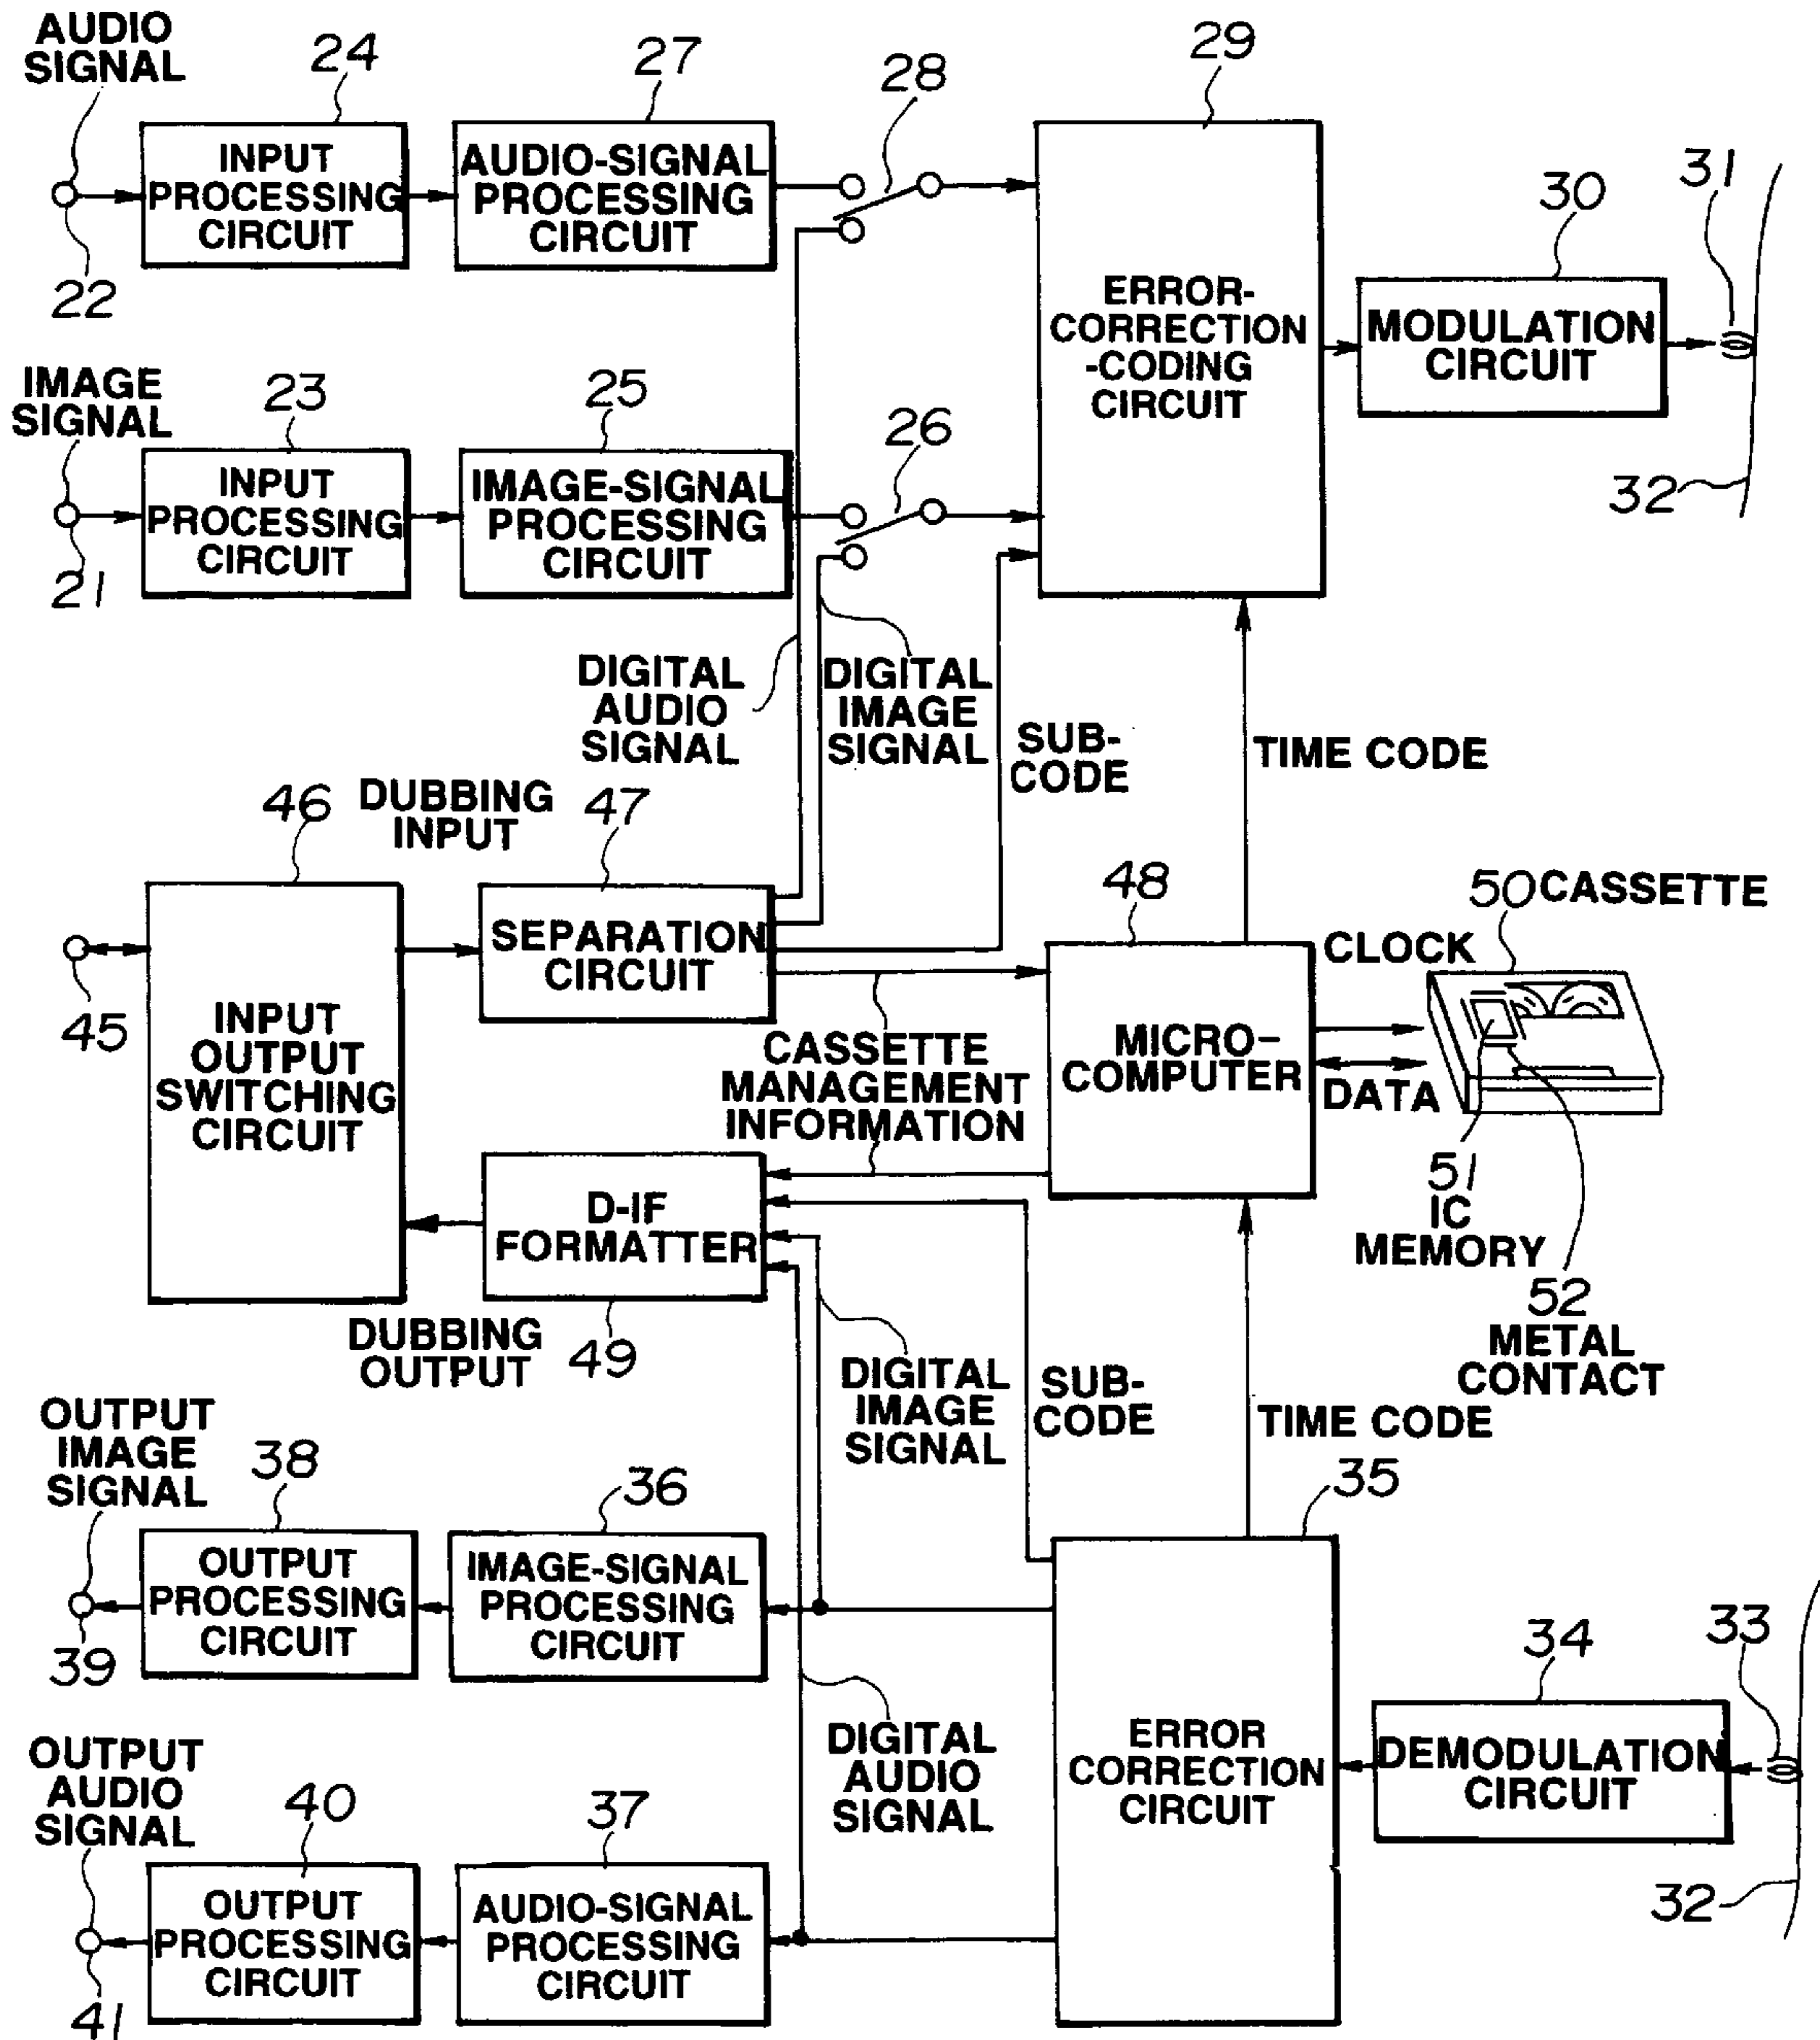 AUDIO
SIGNAL
24
27
28
29
INPUT
PROCESSING
CIRCUIT
AUDIO-SIGNAL
PROCESSING
CIRCUIT
22
31
30
ERROR-
CORRECTION
-CODING
CIRCUIT
MODULATION
CIRCUIT
32
IMAGE
SIGNAL
23
25
26
INPUT
PROCESSING
CIRCUIT
IMAGE-SIGNAL
PROCESSING
CIRCUIT
21
DIGITAL
AUDIO
SIGNAL
DIGITAL
IMAGE
SIGNAL
SUB-
CODE
TIME CODE
46
DUBBING
INPUT
47
48
50 CASSETTE
SEPARATION
CIRCUIT
CLOCK
45
INPUT
OUTPUT
SWITCHING
CIRCUIT
CASSETTE
MANAGEMENT
INFORMATION
MICRO-
COMPUTER
DATA
51
IC
MEMORY
52
METAL
CONTACT
D-IF
FORMATTER
DUBBING
OUTPUT
49
DIGITAL
IMAGE
SIGNAL
SUB-
CODE
TIME CODE
OUTPUT
IMAGE
SIGNAL
38
36
35
OUTPUT
PROCESSING
CIRCUIT
IMAGE-SIGNAL
PROCESSING
CIRCUIT
39
34
33
DIGITAL
AUDIO
SIGNAL
ERROR
CORRECTION
CIRCUIT
DEMODULATION
CIRCUIT
32
OUTPUT
AUDIO
SIGNAL
40
37
OUTPUT
PROCESSING
CIRCUIT
AUDIO-SIGNAL
PROCESSING
CIRCUIT
41